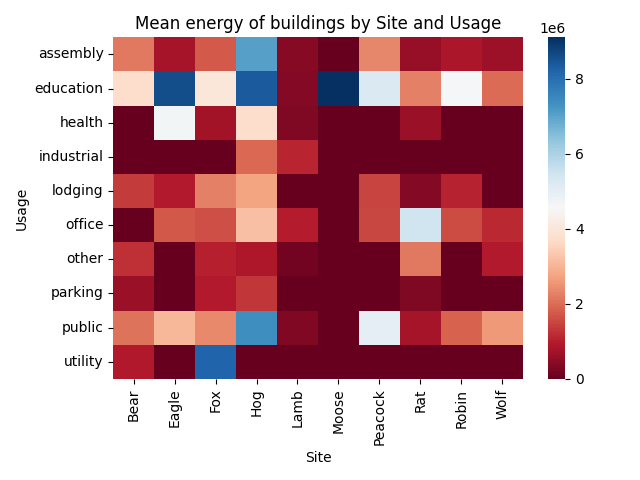 Mean energy of buildings by Site and Usage
1e6
assembly
education
health
industrial
lodging
office
other
parking
public
utility
Usage
Bear
Eagle
Fox
Hog
Lamb
Moose
Peacock
Rat
Robin
Wolf
Site
8
6
4
2
0